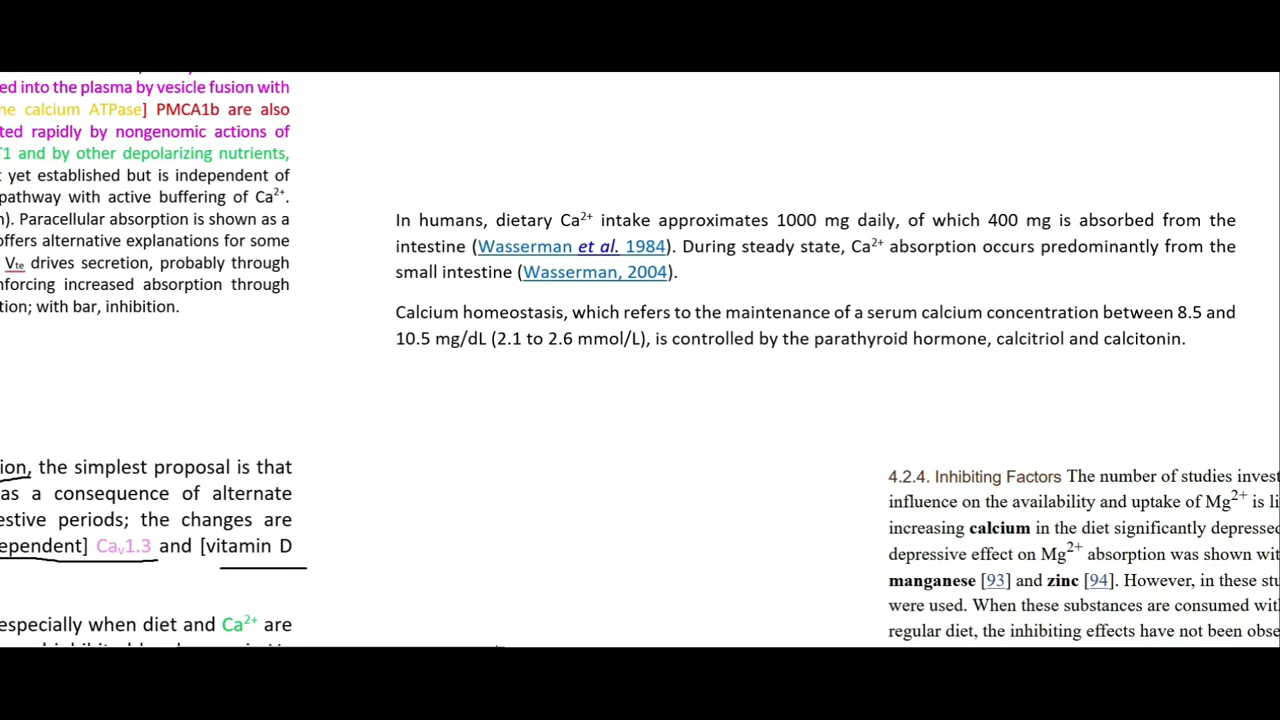 ed into the plasma by vesicle fusion with
ne calcium ATPase] PMCA1b are also
ted rapidly by nongenomic actions of
T1 and by other depolarizing nutrients,
t yet established but is independent of
pathway with active buffering of Ca²⁺.
n). Paracellular absorption is shown as a
offers alternative explanations for some
Vte drives secretion, probably through
nforcing increased absorption through
tion; with bar, inhibition.
ion, the simplest proposal is that
as a consequence of alternate
estive periods; the changes are
ependent] Cav1.3 and [vitamin D
especially when diet and Ca²⁺ are
In humans, dietary Ca²⁺ intake approximates 1000 mg daily, of which 400 mg is absorbed from the
intestine (Wasserman et al. 1984). During steady state, Ca²⁺ absorption occurs predominantly from the
small intestine (Wasserman, 2004).
Calcium homeostasis, which refers to the maintenance of a serum calcium concentration between 8.5 and
10.5 mg/dL (2.1 to 2.6 mmol/L), is controlled by the parathyroid hormone, calcitriol and calcitonin.
4.2.4. Inhibiting Factors The number of studies invest
influence on the availability and uptake of Mg²⁺ is li
increasing calcium in the diet significantly depressed
depressive effect on Mg²⁺ absorption was shown wit
manganese [93] and zinc [94]. However, in these stu
were used. When these substances are consumed with
regular diet, the inhibiting effects have not been obse